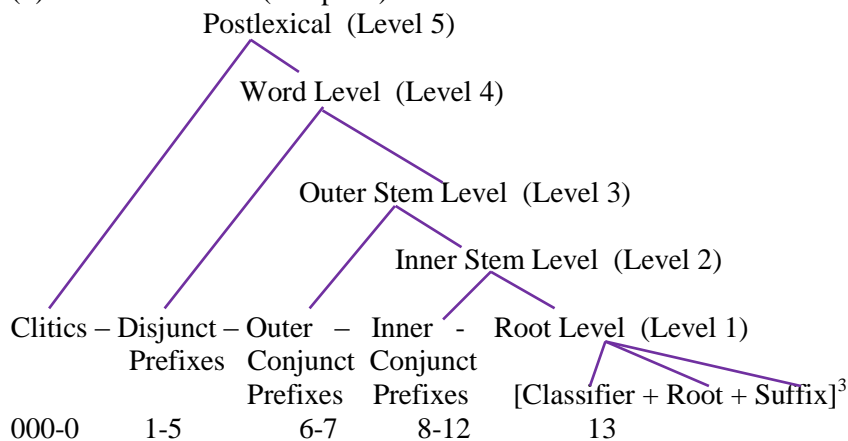 Postlexical (Level 5)
Word Level (Level 4)
Outer Stem Level (Level 3)
Inner Stem Level (Level 2)
Clitics – Disjunct – Outer – Inner - Root Level (Level 1)
Prefixes Conjunct Conjunct
Prefixes Prefixes [Classifier + Root + Suffix]³
000-0 1-5 6-7 8-12 13